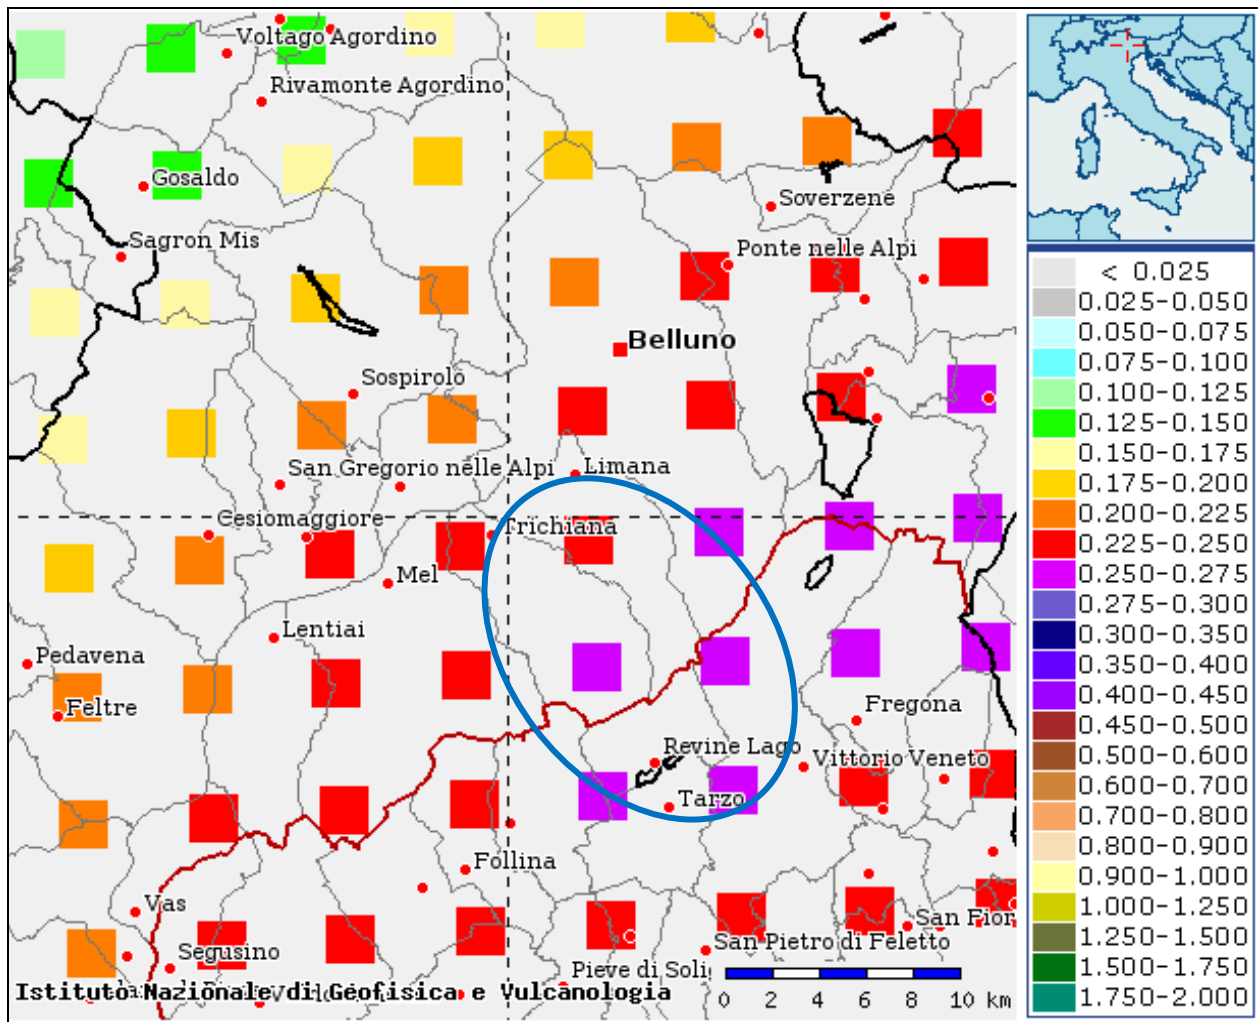 Voltago Agordino
Rivamonte Agordino
Gosaldo
Soverzene
Sagron Mis
Ponte nelle Alpi
Belluno
Sospirolo
San Gregorio nelle Alpi
Limana
Cesiomaggiore
Trichiana
Mel
Lentiai
Pedavena
Feltre
Fregona
Revine Lago
Vittorio Veneto
Tarzo
Follina
Vas
San Fior
San Pietro di Feletto
Segusino
Pieve di Soli
Istituto Nazionale di Geofisica e Vulcanologia
0 2 4 6 8 10 km
< 0.025
0.025-0.050
0.050-0.075
0.075-0.100
0.100-0.125
0.125-0.150
0.150-0.175
0.175-0.200
0.200-0.225
0.225-0.250
0.250-0.275
0.275-0.300
0.300-0.350
0.350-0.400
0.400-0.450
0.450-0.500
0.500-0.600
0.600-0.700
0.700-0.800
0.800-0.900
0.900-1.000
1.000-1.250
1.250-1.500
1.500-1.750
1.750-2.000